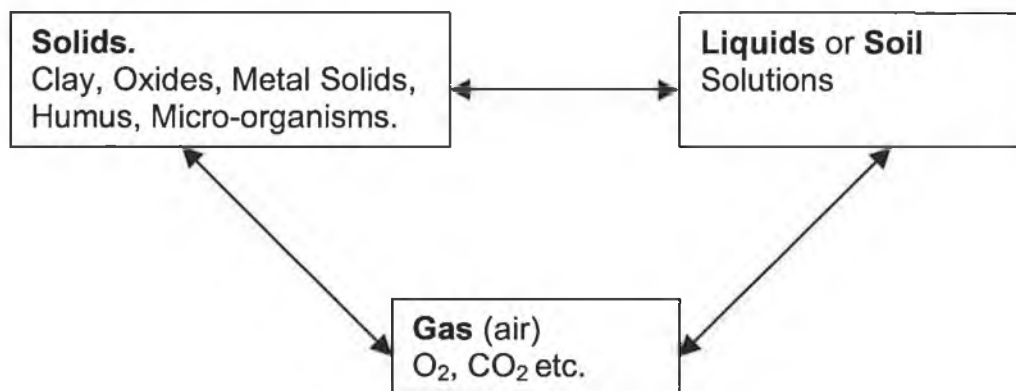 Solids.
Clay, Oxides, Metal Solids,
Humus, Micro-organisms.
Liquids or Soil
Solutions
Gas (air)
O₂, CO₂ etc.